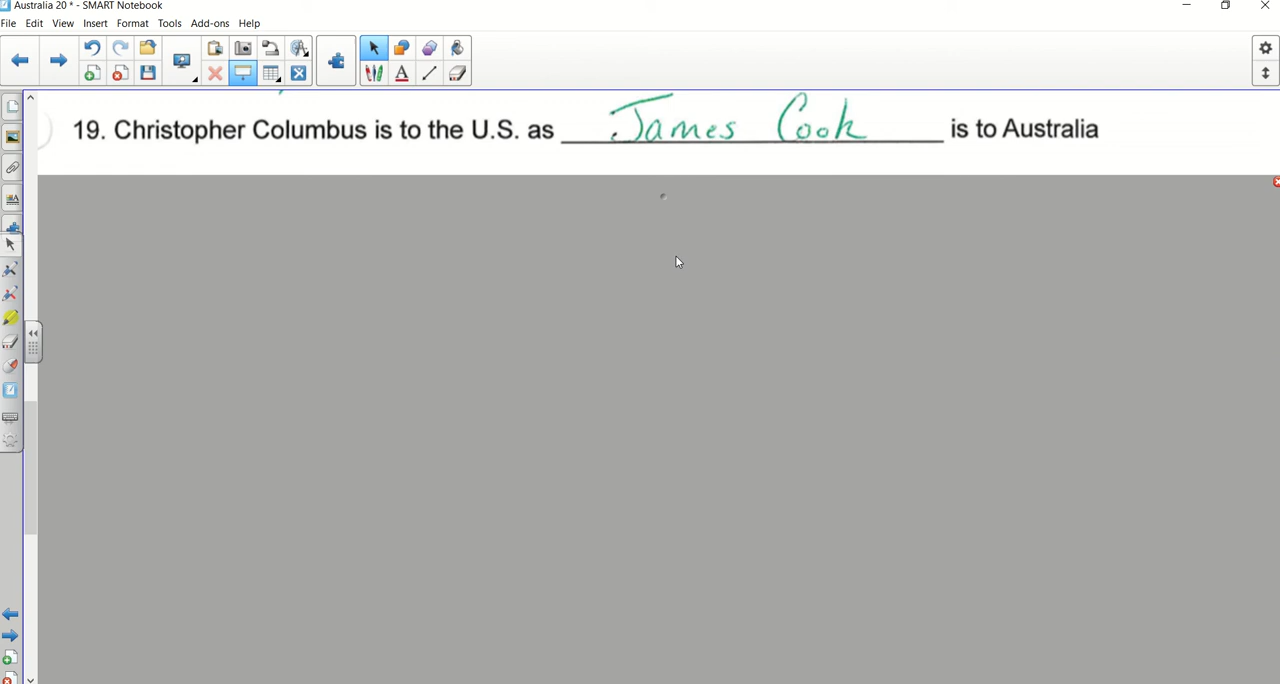 Australia 20 * - SMART Notebook
File Edit View Insert Format Tools Add-ons Help
19. Christopher Columbus is to the U.S. as James Cook is to Australia